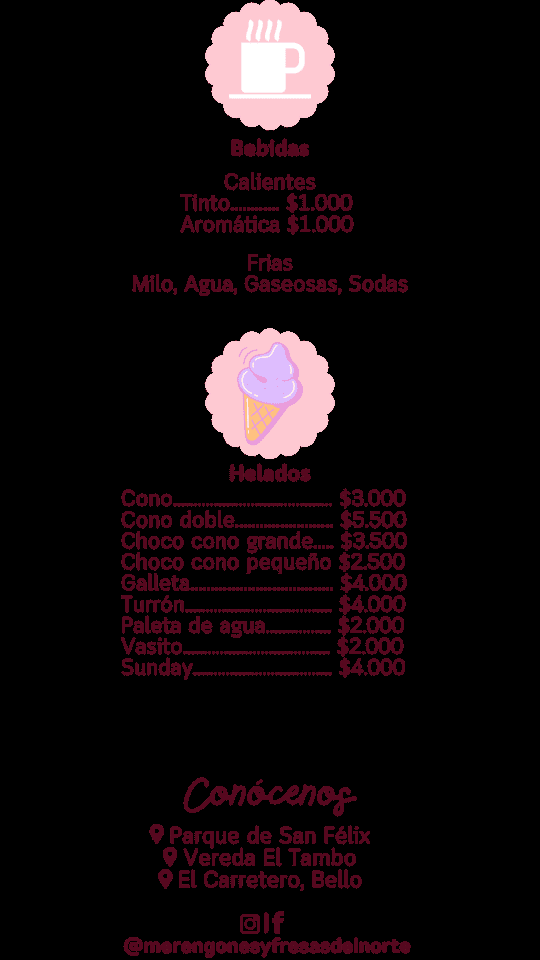 Bebidas
Calientes
Tinto............ $1.000
Aromática $1.000
Frias
Milo, Agua, Gaseosas, Sodas
Helados
Cono....................................... $3.000
Cono doble........................ $5.500
Choco cono grande..... $3.500
Choco cono pequeño $2.500
Galleta................................... $4.000
Turrón.................................... $4.000
Paleta de agua................ $2.000
Vasito.................................... $2.000
Sunday.................................. $4.000
Conócenos
Parque de San Félix
Vereda El Tambo
El Carretero, Bello
@merengonesyfresasdelnorte